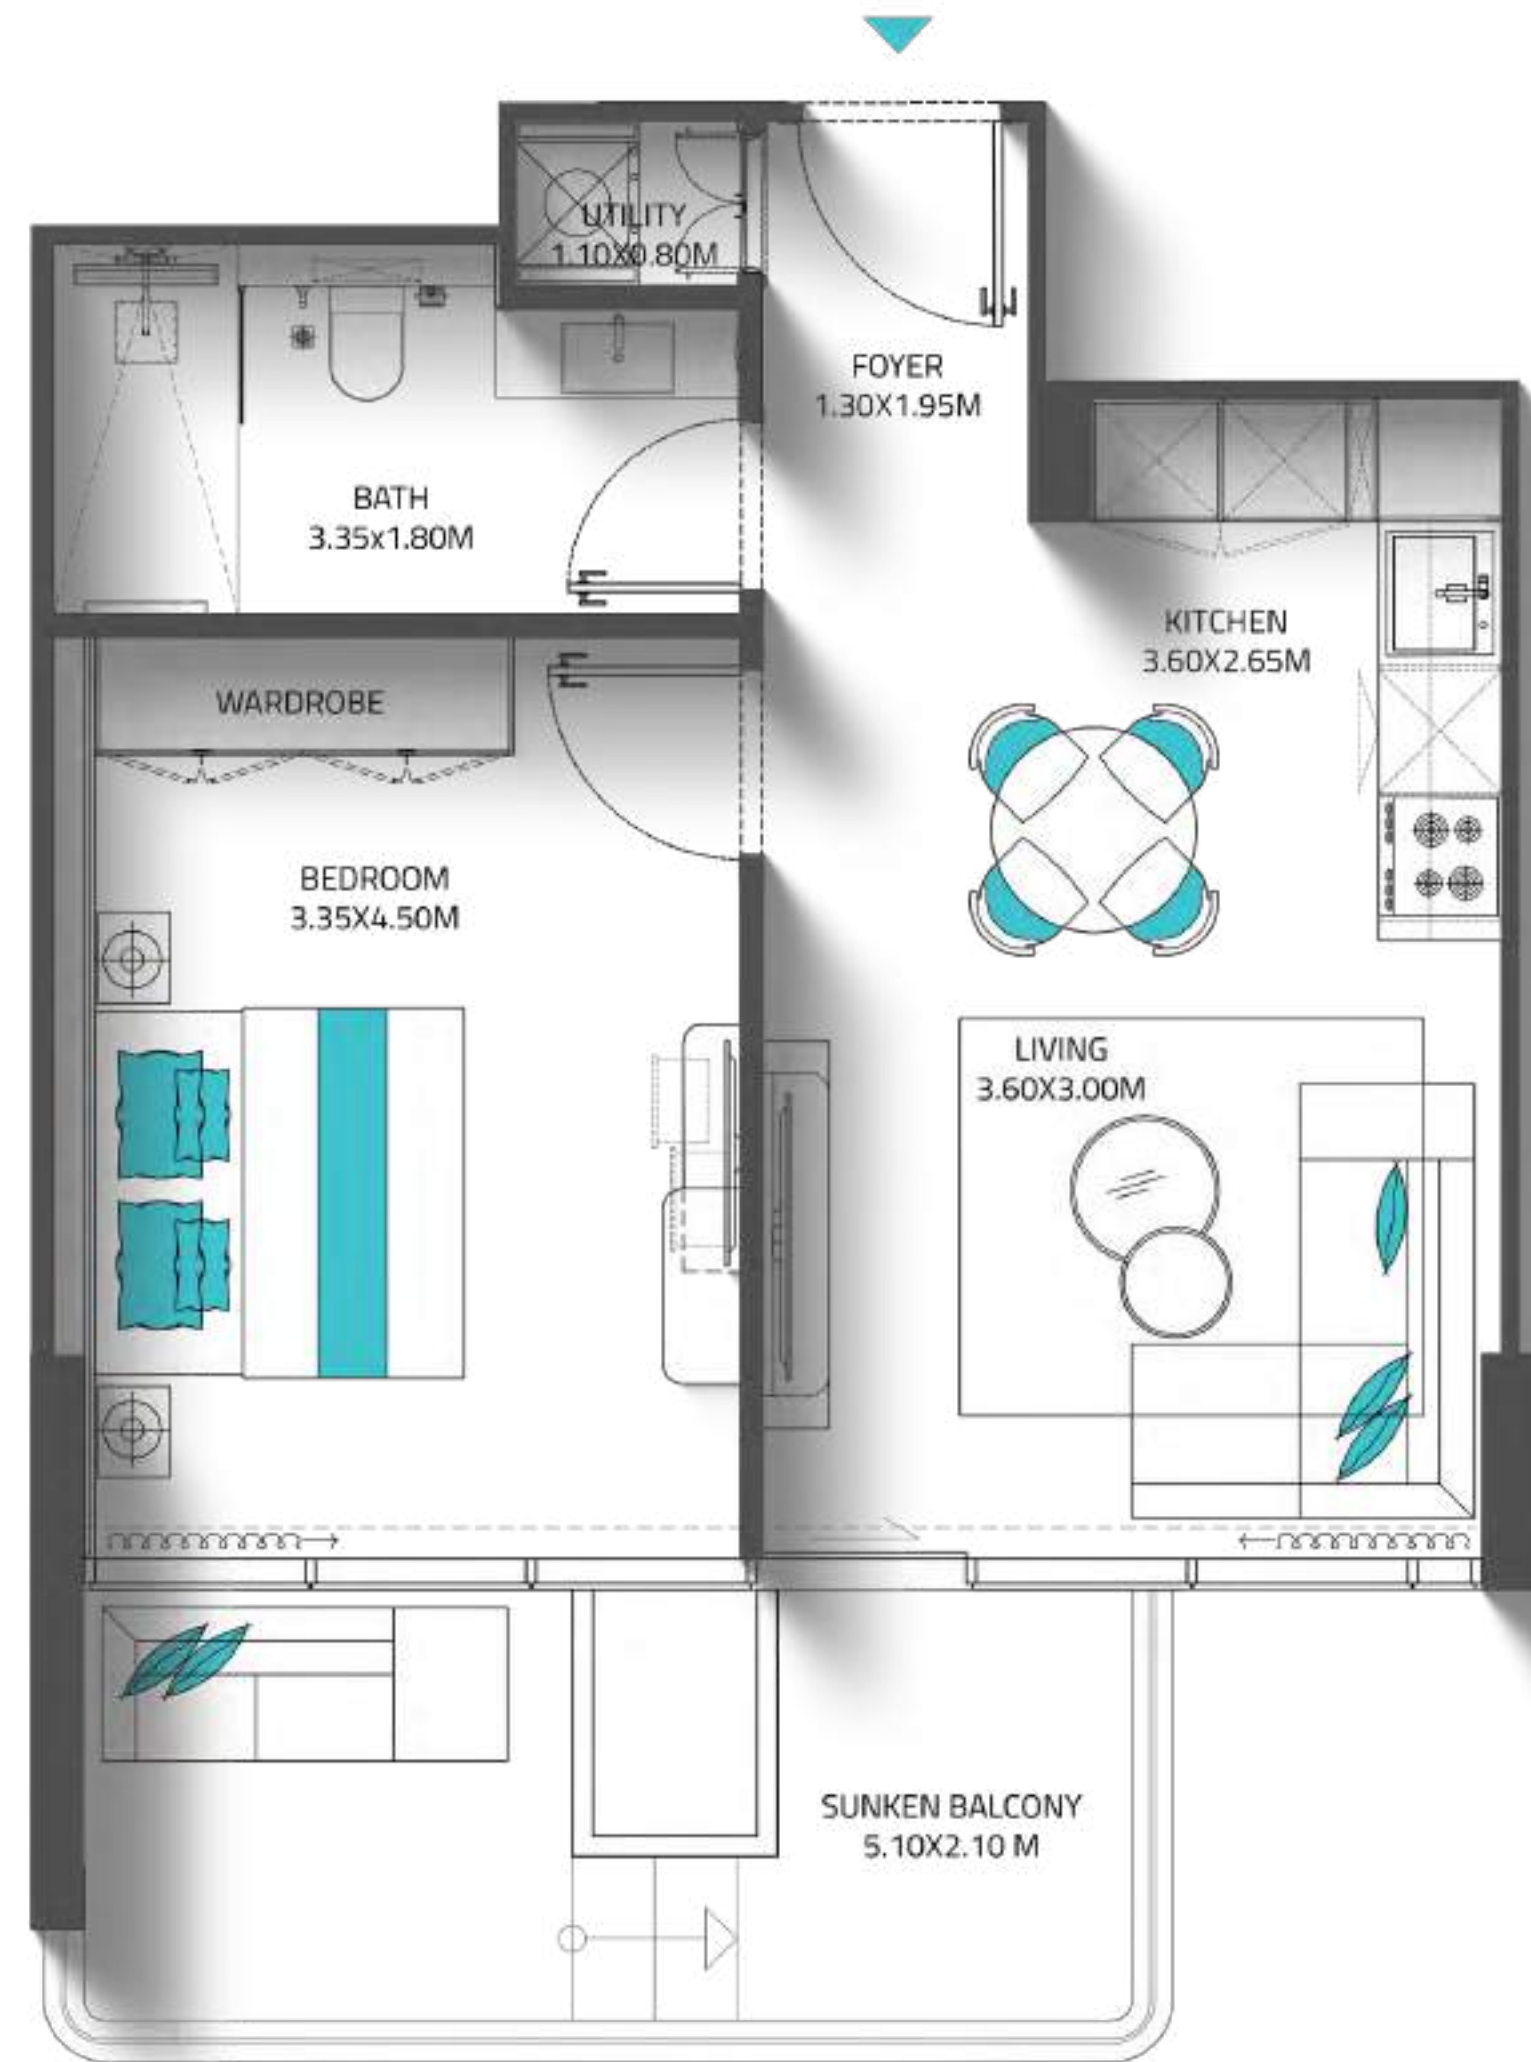 UTILITY
1.10X0.80M
FOYER
1.30X1.95M
BATH
3.35x1.80M
KITCHEN
3.60X2.65M
WARDROBE
BEDROOM
3.35X4.50M
LIVING
3.60X3.00M
SUNKEN BALCONY
5.10X2.10 M